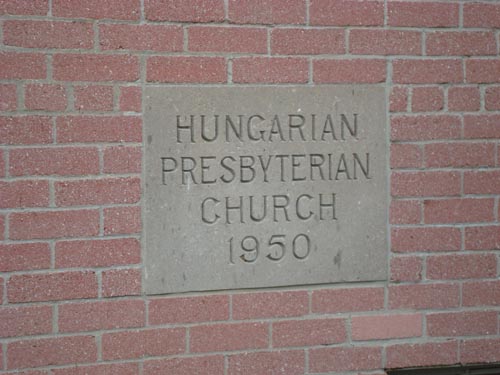 HUNGARIAN
PRESBYTERIAN
CHURCH
1950